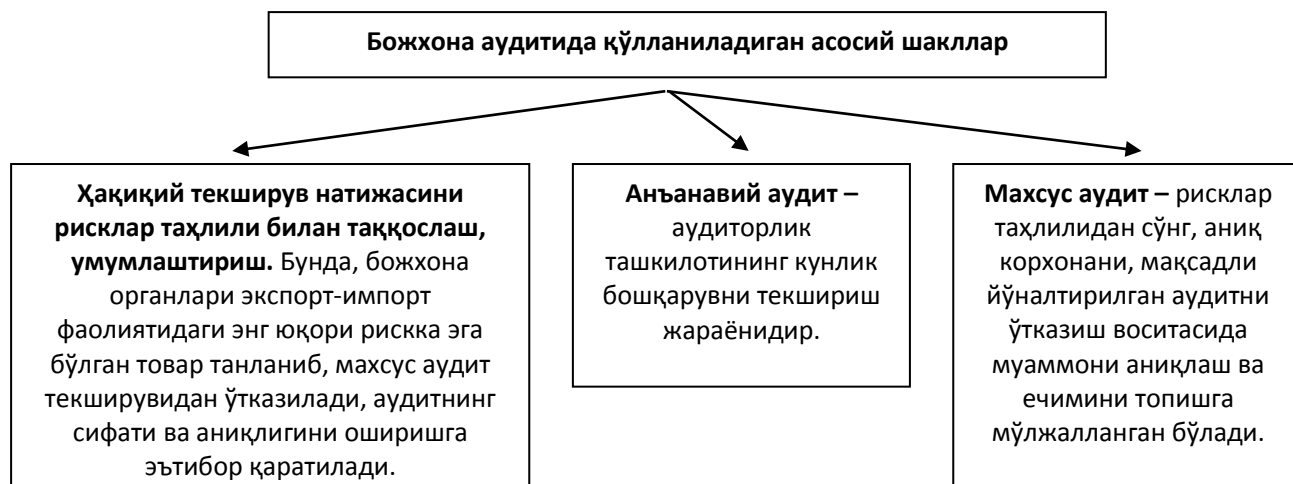 Божхона аудитида қўлланиладиган асосий шакллар
Ҳақиқий текширув натижасини
рисклар таҳлили билан таққослаш,
умумлаштириш. Бунда, божхона
органлари экспорт-импорт
фаолиятидаги энг юқори рискка эга
бўлган товар танланиб, махсус аудит
текширувидан ўтказилади, аудитнинг
сифати ва аниқлигини оширишга
эътибор қаратилади.
Анъанавий аудит –
аудиторлик
ташкилотининг кунлик
бошқарувни текшириш
жараёнидир.
Махсус аудит – рисклар
таҳлилидан сўнг, аниқ
корхонани, мақсадли
йўналтирилган аудитни
ўтказиш воситасида
муаммони аниқлаш ва
ечимини топишга
мўлжалланган бўлади.